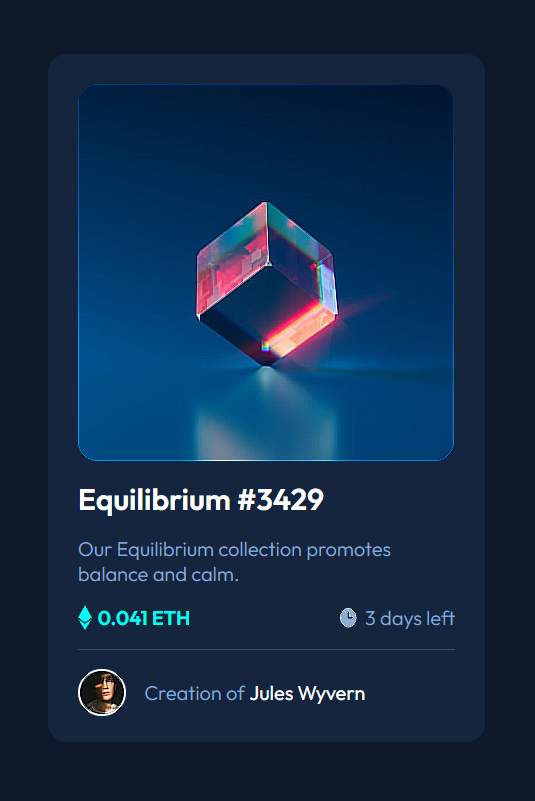 Equilibrium #3429
Our Equilibrium collection promotes
balance and calm.
0.041 ETH
3 days left
Creation of Jules Wyvern